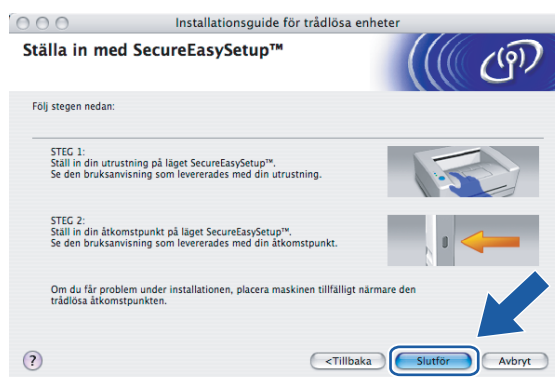 Installationsguide för trådlösa enheter
Ställa in med SecureEasySetup™
Följ stegen nedan:
STEG 1:
Ställ in din utrustning på läget SecureEasySetup™.
Se den bruksanvisning som levererades med din utrustning.
STEG 2:
Ställ in din åtkomstpunkt på läget SecureEasySetup™.
Se den bruksanvisning som levererades med din åtkomstpunkt.
Om du får problem under installationen, placera maskinen tillfälligt närmare den
trådlösa åtkomstpunkten.
? <Tillbaka Slutför Avbryt